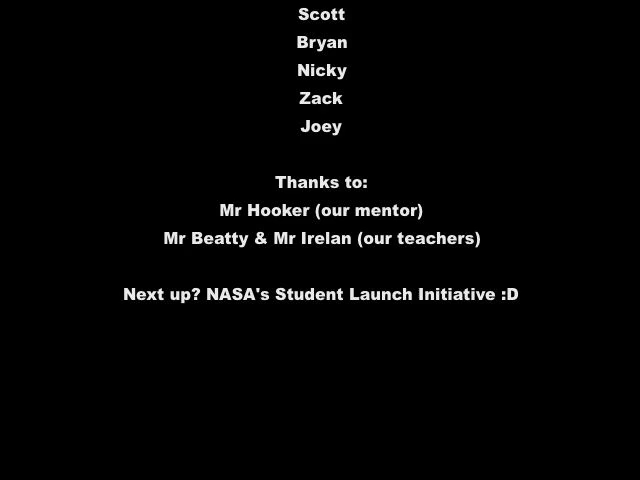 Scott
Bryan
Nicky
Zack
Joey
Thanks to:
Mr Hooker (our mentor)
Mr Beatty & Mr Irelan (our teachers)
Next up? NASA's Student Launch Initiative :D